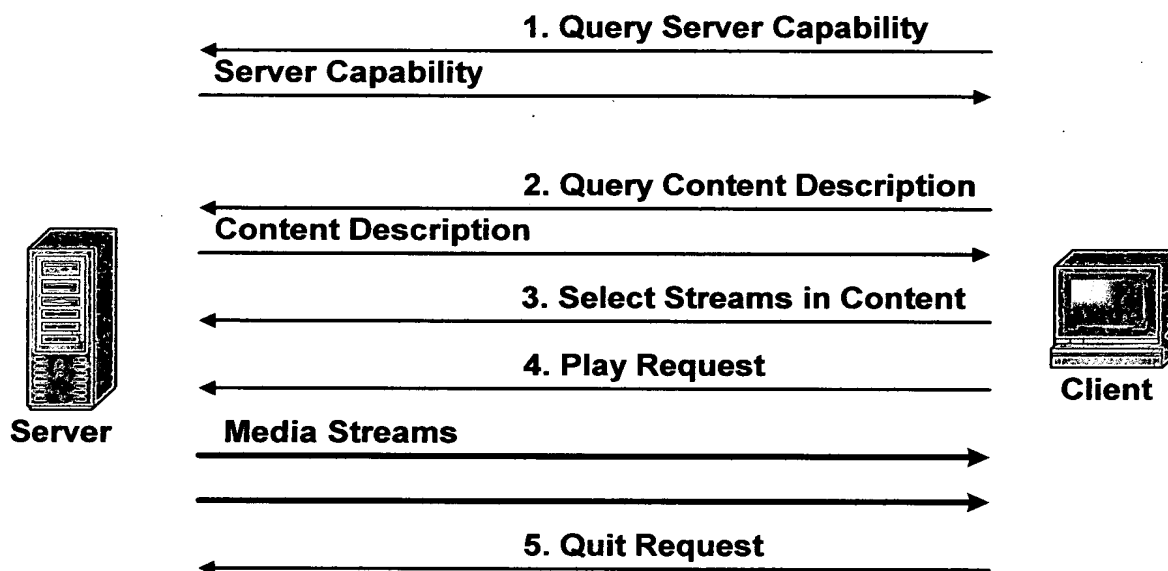 1. Query Server Capability
Server Capability
2. Query Content Description
Content Description
3. Select Streams in Content
4. Play Request
Client
Server
Media Streams
5. Quit Request